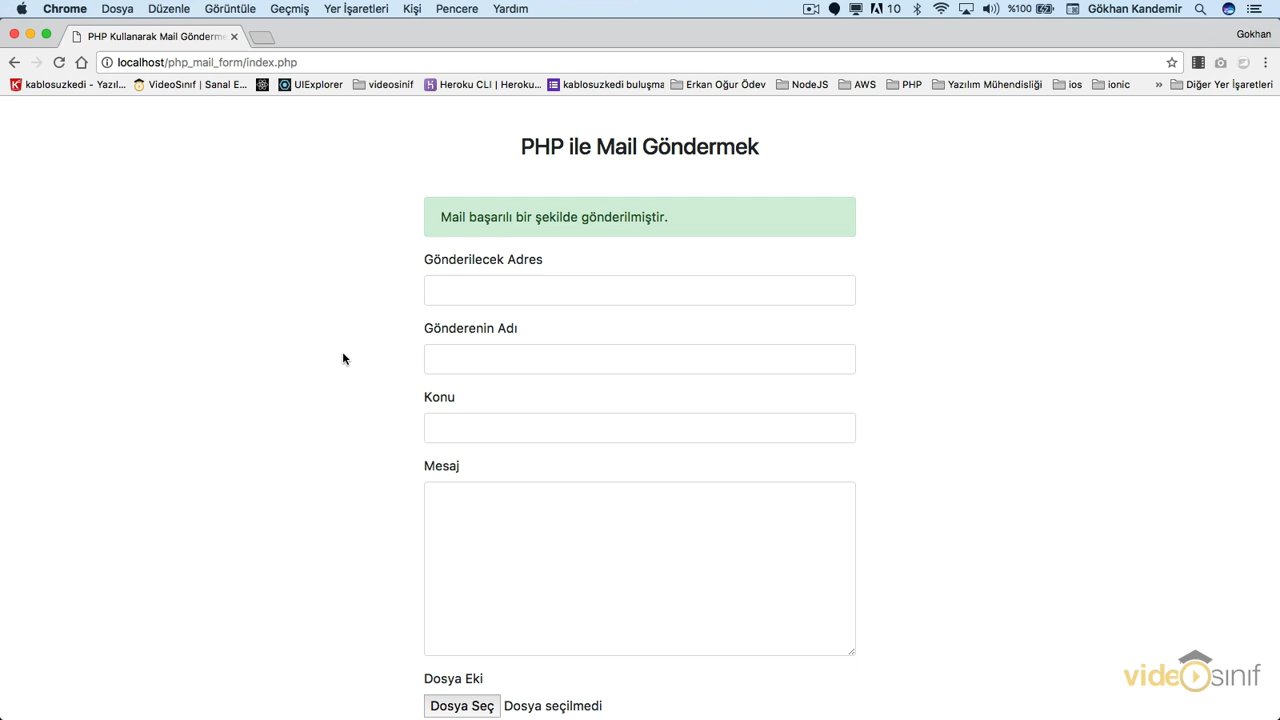 Chrome Dosya Düzenle Görüntüle Geçmiş Yer İşaretleri Kişi Pencere Yardım 10 %100 Gökhan Kandemir
PHP Kullanarak Mail Gönderme Gokhan
localhost/php_mail_form/index.php
kablosuzkedi - Yazıl... VideoSınıf | Sanal E... UIExplorer videosinif Heroku CLI | Heroku... kablosuzkedi buluşma Erkan Oğur Ödev NodeJS AWS PHP Yazılım Mühendisliği ios ionic » Diğer Yer İşaretleri
PHP ile Mail Göndermek
Mail başarılı bir şekilde gönderilmiştir.
Gönderilecek Adres
Gönderenin Adı
Konu
Mesaj
Dosya Eki
Dosya Seç Dosya seçilmedi
videOsınıf